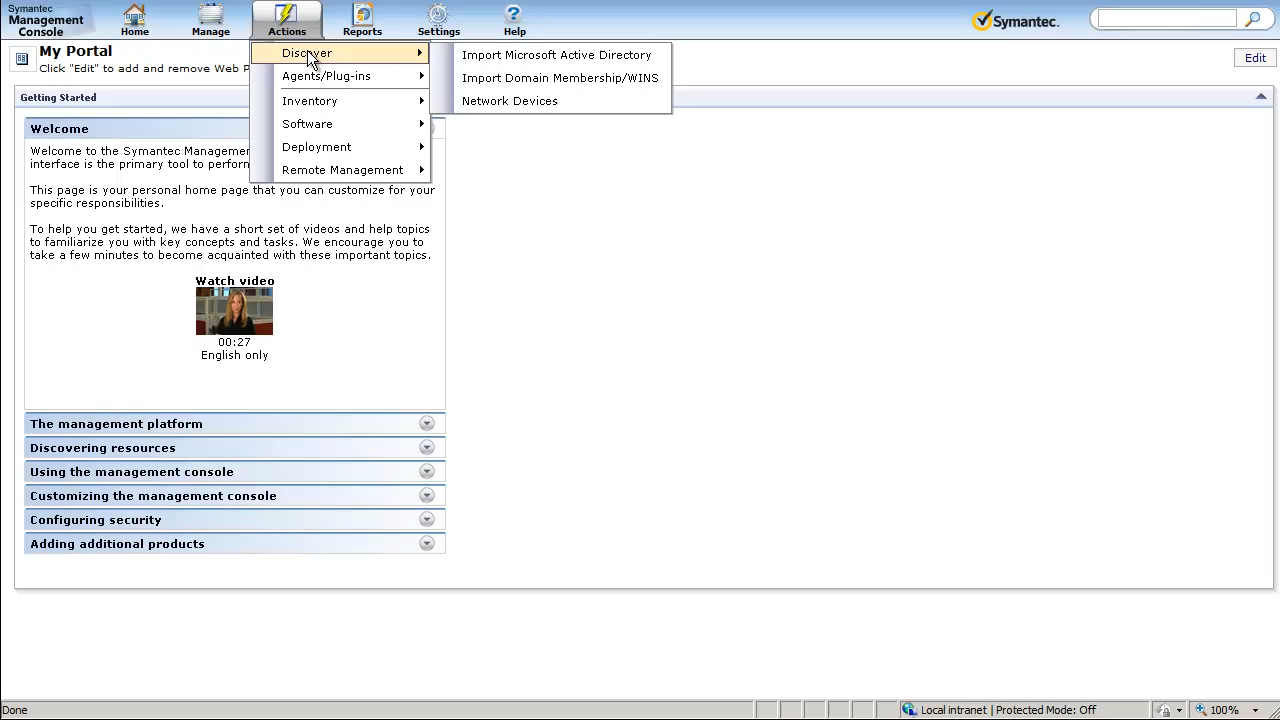 Symantec
Management
Console
Home
Manage
Actions
Reports
Settings
Help
Symantec.
My Portal
Click "Edit" to add and remove Web P
Edit
Discover
Agents/Plug-ins
Inventory
Software
Deployment
Remote Management
Import Microsoft Active Directory
Import Domain Membership/WINS
Network Devices
Getting Started
Welcome
Welcome to the Symantec Managemen
interface is the primary tool to perforn
This page is your personal home page that you can customize for your
specific responsibilities.
To help you get started, we have a short set of videos and help topics
to familiarize you with key concepts and tasks. We encourage you to
take a few minutes to become acquainted with these important topics.
Watch video
00:27
English only
The management platform
Discovering resources
Using the management console
Customizing the management console
Configuring security
Adding additional products
Done
Local intranet | Protected Mode: Off
100%